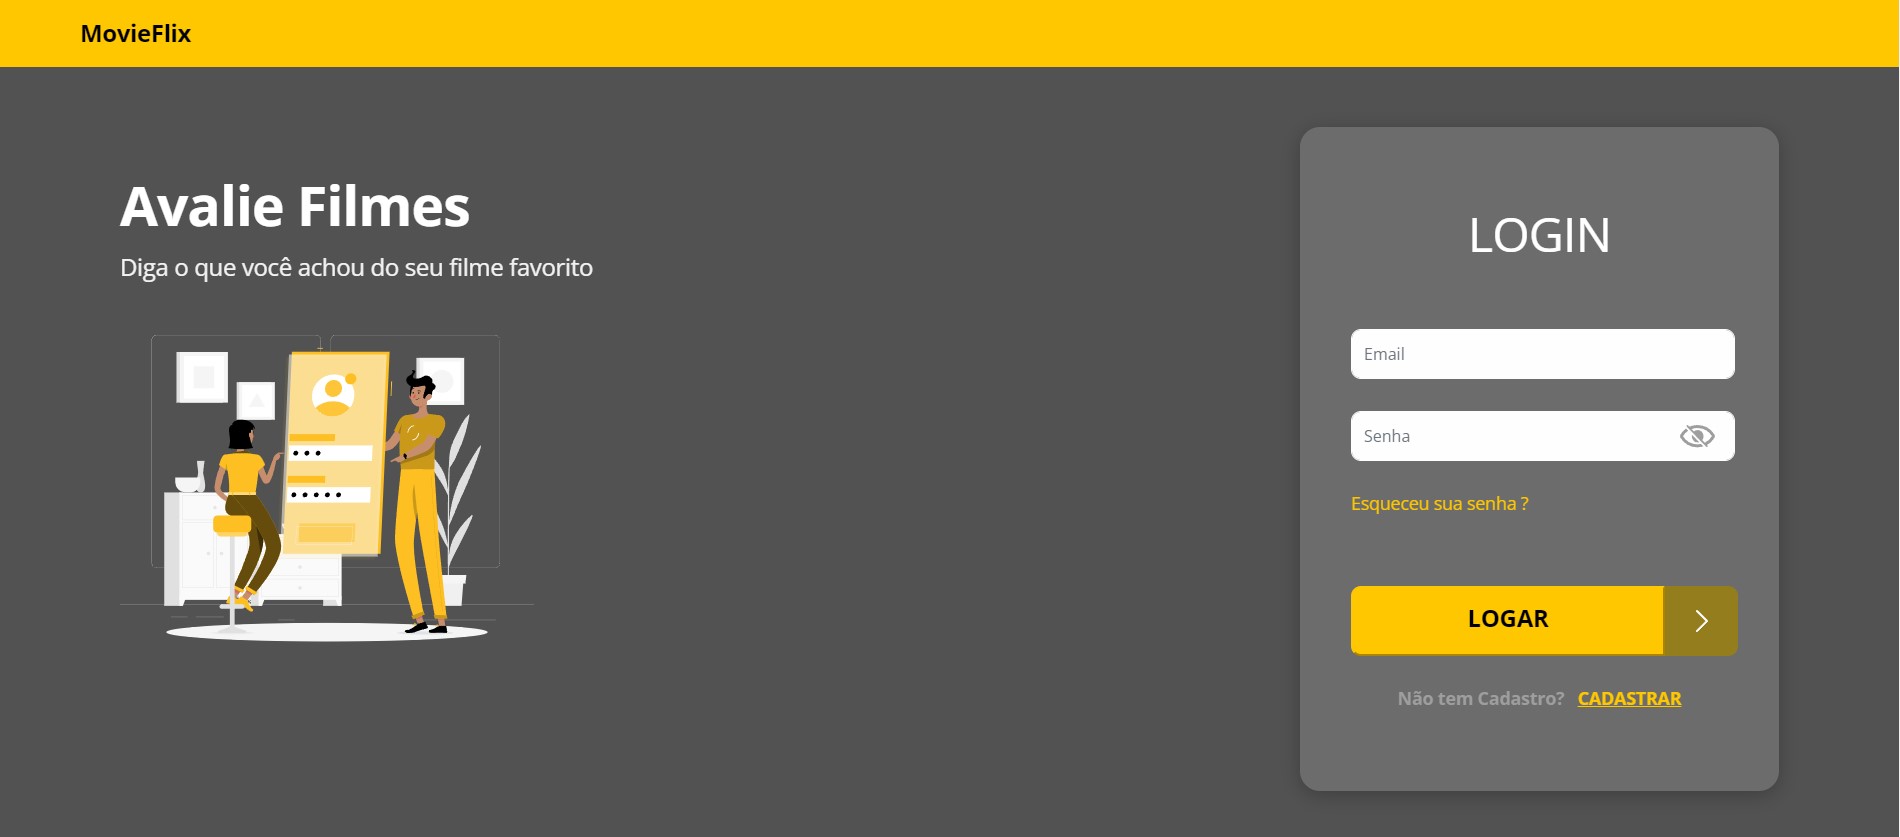 MovieFlix
Avalie Filmes
Diga o que você achou do seu filme favorito
LOGIN
Email
Senha
Esqueceu sua senha ?
LOGAR
Não tem Cadastro? CADASTRAR